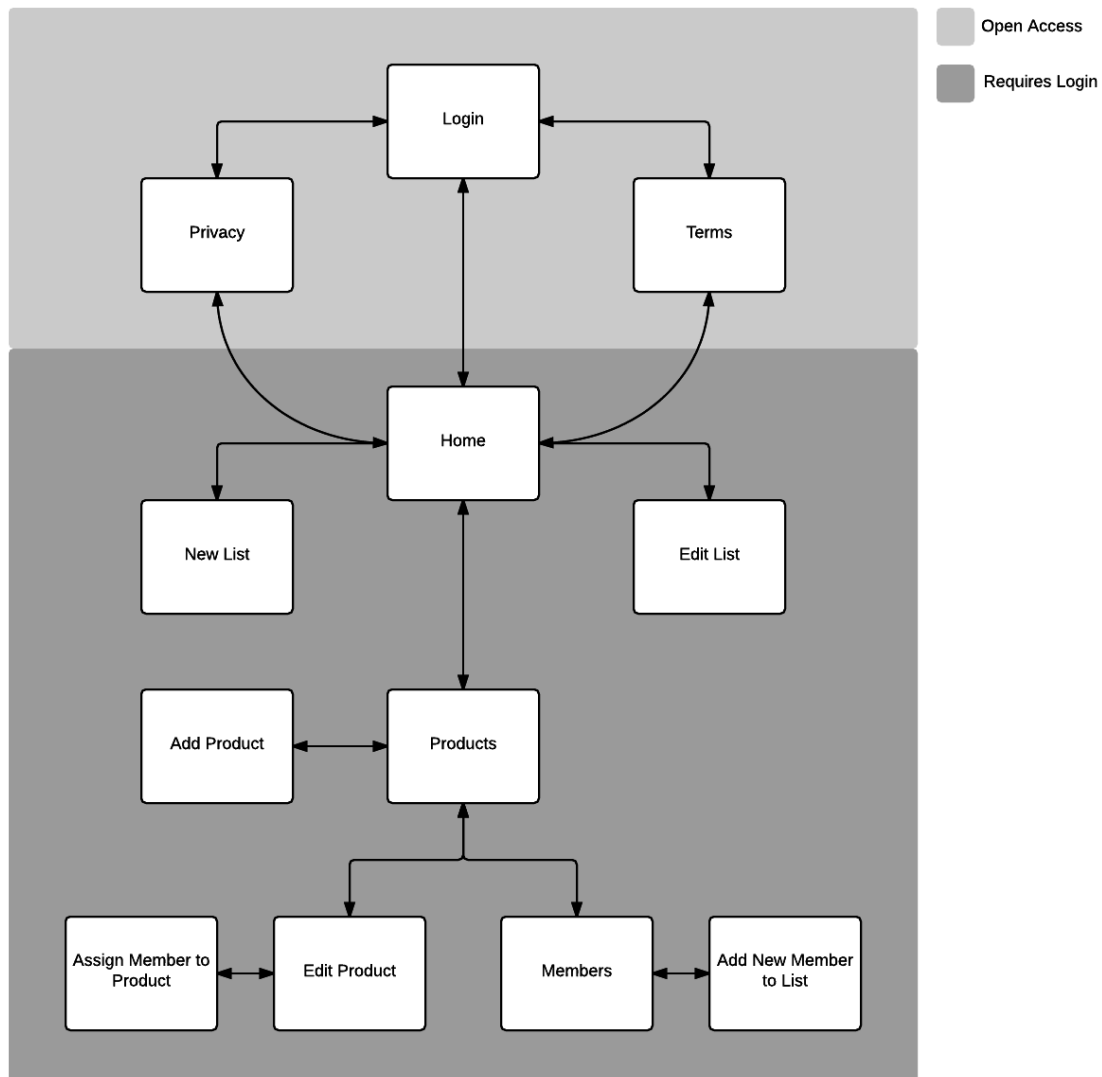 Open Access
Requires Login
Login
Privacy
Terms
Home
New List
Edit List
Add Product
Products
Assign Member to
Product
Edit Product
Members
Add New Member
to List